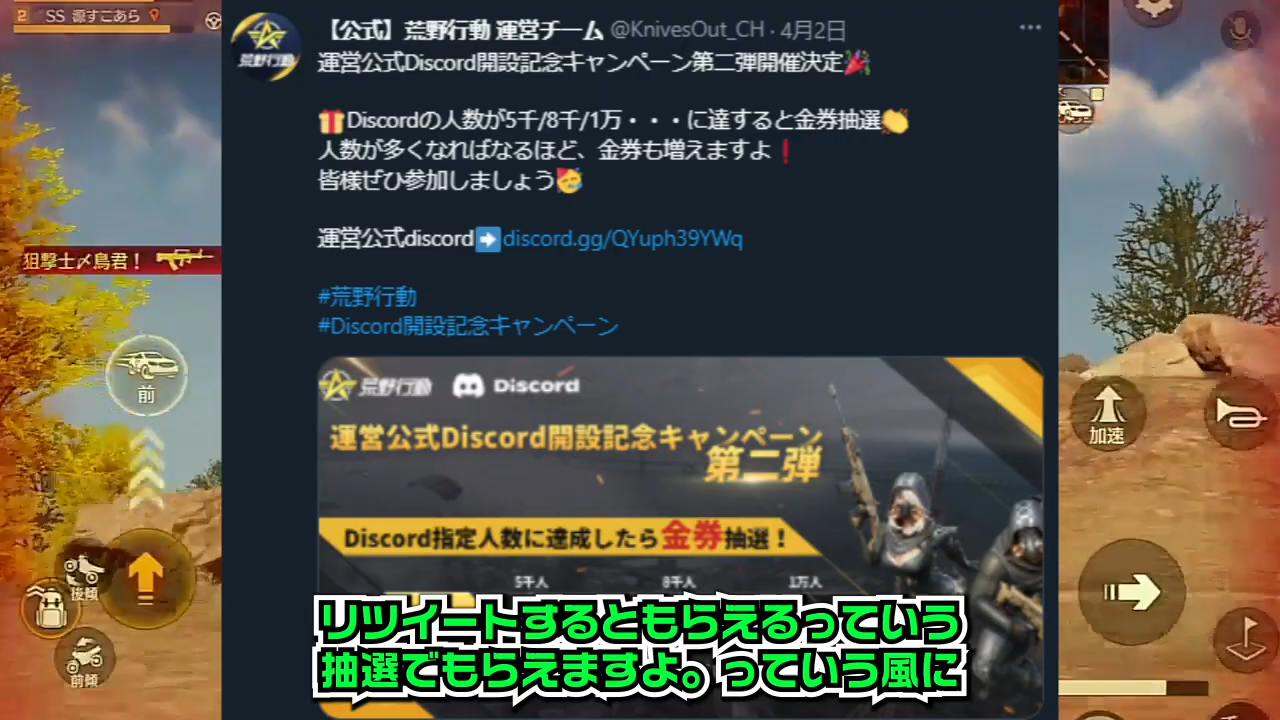 2 SS 源すこあら
狙撃士〆鳥君！
前
後傾
前傾
加速
荒野行動
【公式】荒野行動 運営チーム @KnivesOut_CH · 4月2日
運営公式Discord開設記念キャンペーン第二弾開催決定🎉
🎁Discordの人数が5千/8千/1万・・・に達すると金券抽選👏
人数が多くなればなるほど、金券も増えますよ❗
皆様ぜひ参加しましょう🥳
運営公式discord➡discord.gg/QYuph39YWq
#荒野行動
#Discord開設記念キャンペーン
荒野行動 Discord
運営公式Discord開設記念キャンペーン
第二弾
Discord指定人数に達成したら金券抽選！
5千人 8千人 1万人
リツイートするともらえるっていう
抽選でもらえますよ。っていう風に